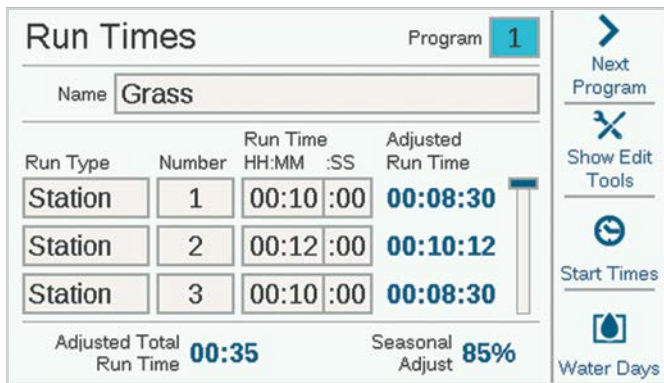 Run Times
Program 1
Name Grass
Run Type
Number
Run Time
HH:MM :SS
Adjusted
Run Time
Station 1 00:10 :00 00:08:30
Station 2 00:12 :00 00:10:12
Station 3 00:10 :00 00:08:30
Adjusted Total
Run Time
00:35
Seasonal
Adjust
85%
Next
Program
Show Edit
Tools
Start Times
Water Days